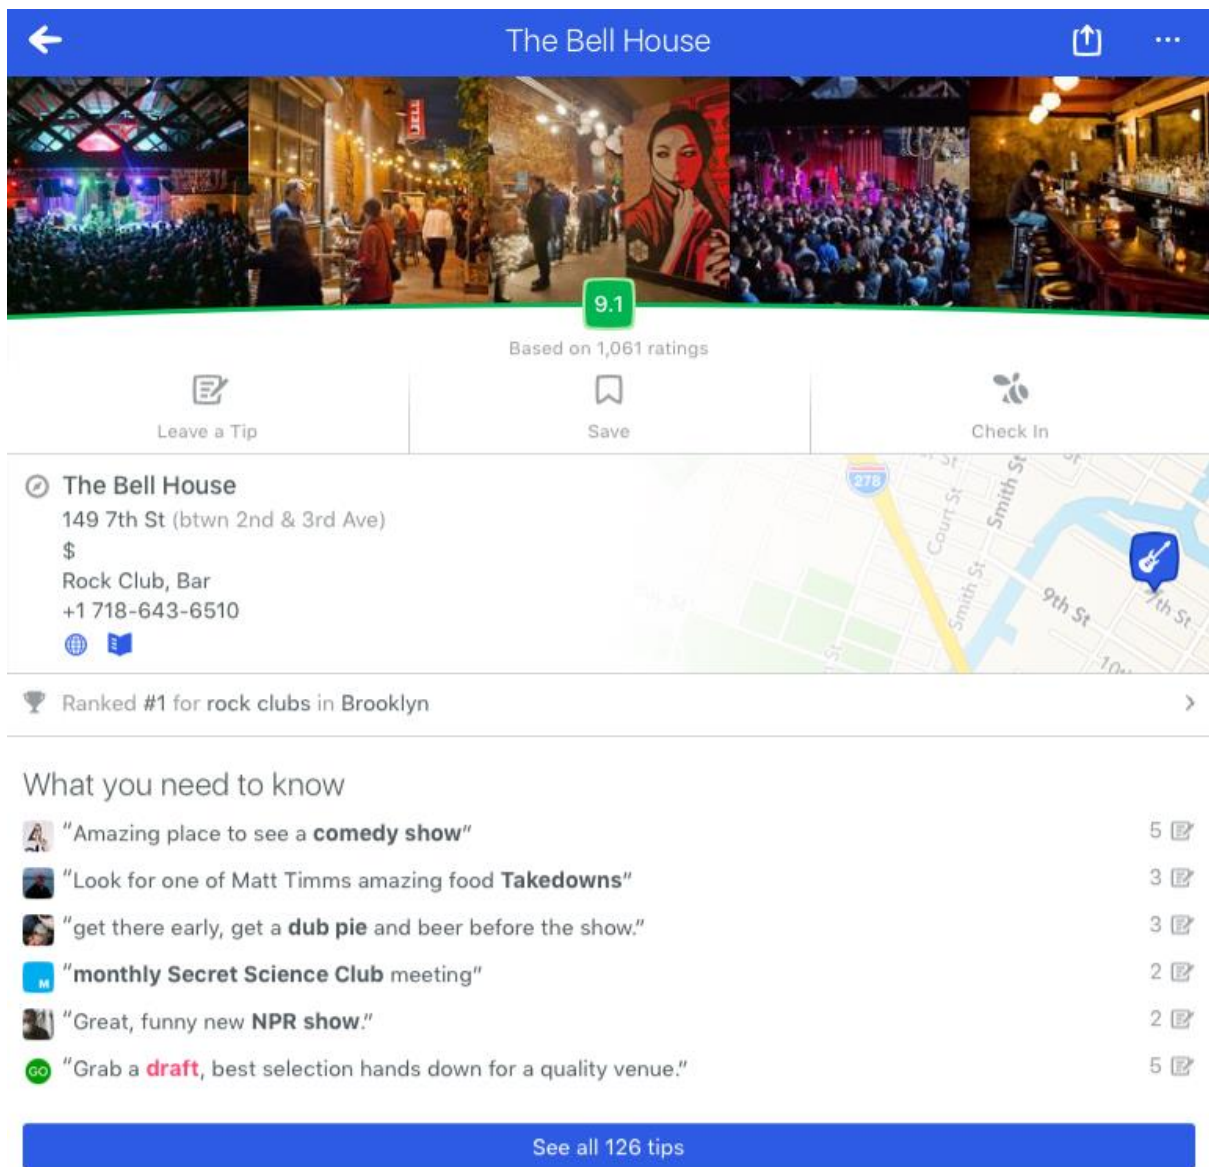 The Bell House
9.1
Based on 1,061 ratings
Leave a Tip
Save
Check In
The Bell House
149 7th St (btwn 2nd & 3rd Ave)
$
Rock Club, Bar
+1 718-643-6510
278
Court St
Smith St
Smith St
9th St
7th St
Ranked #1 for rock clubs in Brooklyn
What you need to know
"Amazing place to see a comedy show"
5
"Look for one of Matt Timms amazing food Takedowns"
3
"get there early, get a dub pie and beer before the show."
3
M
"monthly Secret Science Club meeting"
2
"Great, funny new NPR show."
2
GO
"Grab a draft, best selection hands down for a quality venue."
5
See all 126 tips